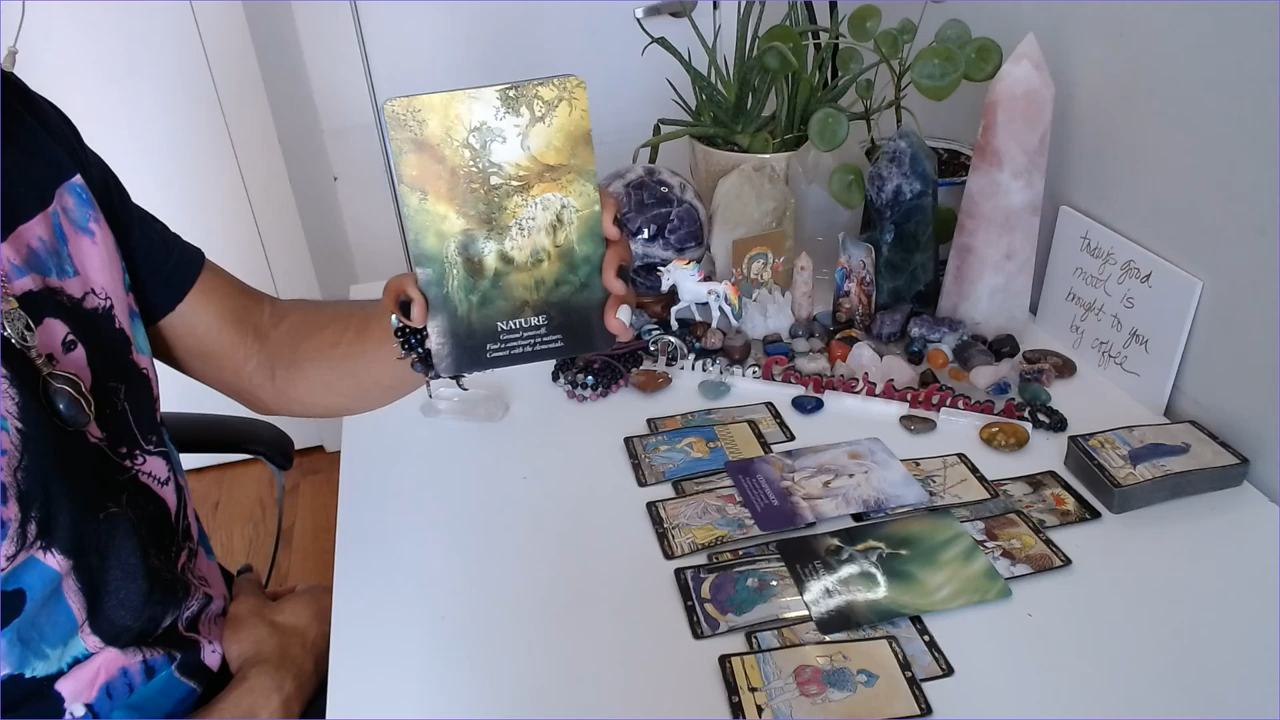 NATURE
Ground yourself.
Find a sanctuary in nature.
Connect with the elementals.
today's good
mood is
brought to you
by coffee
Conversations
COMPASSION